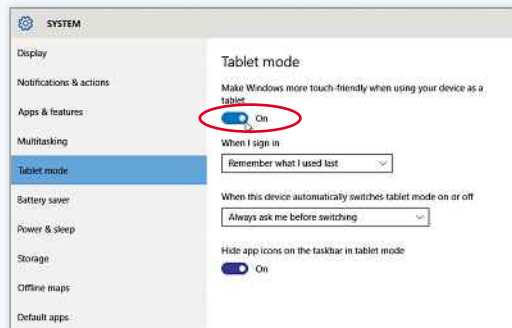 SYSTEM
Display
Notifications & actions
Apps & features
Multitasking
Tablet mode
Battery saver
Power & sleep
Storage
Offline maps
Default apps
Tablet mode
Make Windows more touch-friendly when using your device as a
tablet
On
When I sign in
Remember what I used last
When this device automatically switches tablet mode on or off
Always ask me before switching
Hide app icons on the taskbar in tablet mode
On